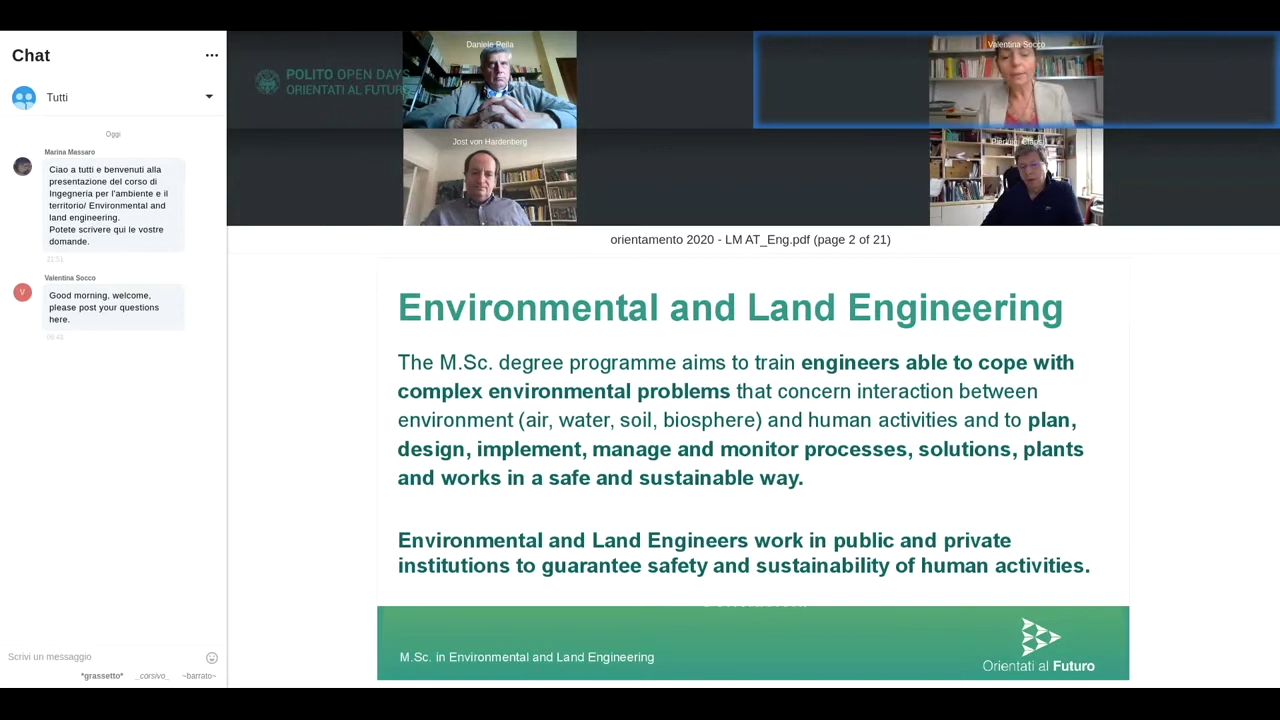 Chat
Tutti
Oggi
Marina Massaro
Ciao a tutti e benvenuti alla
presentazione del corso di
Ingegneria per l'ambiente e il
territorio/ Environmental and
land engineering.
Potete scrivere qui le vostre
domande.
21:51
Valentina Socco
V
Good morning, welcome,
please post your questions
here.
Scrivi un messaggio
*grassetto* _corsivo_ ~barrato~
POLITO OPEN DAYS
ORIENTATI AL FUTURO
Daniele Peila
Valentina Socco
Jost von Hardenberg
orientamento 2020 - LM AT_Eng.pdf (page 2 of 21)
Environmental and Land Engineering
The M.Sc. degree programme aims to train engineers able to cope with
complex environmental problems that concern interaction between
environment (air, water, soil, biosphere) and human activities and to plan,
design, implement, manage and monitor processes, solutions, plants
and works in a safe and sustainable way.
Environmental and Land Engineers work in public and private
institutions to guarantee safety and sustainability of human activities.
M.Sc. in Environmental and Land Engineering
Orientati al Futuro